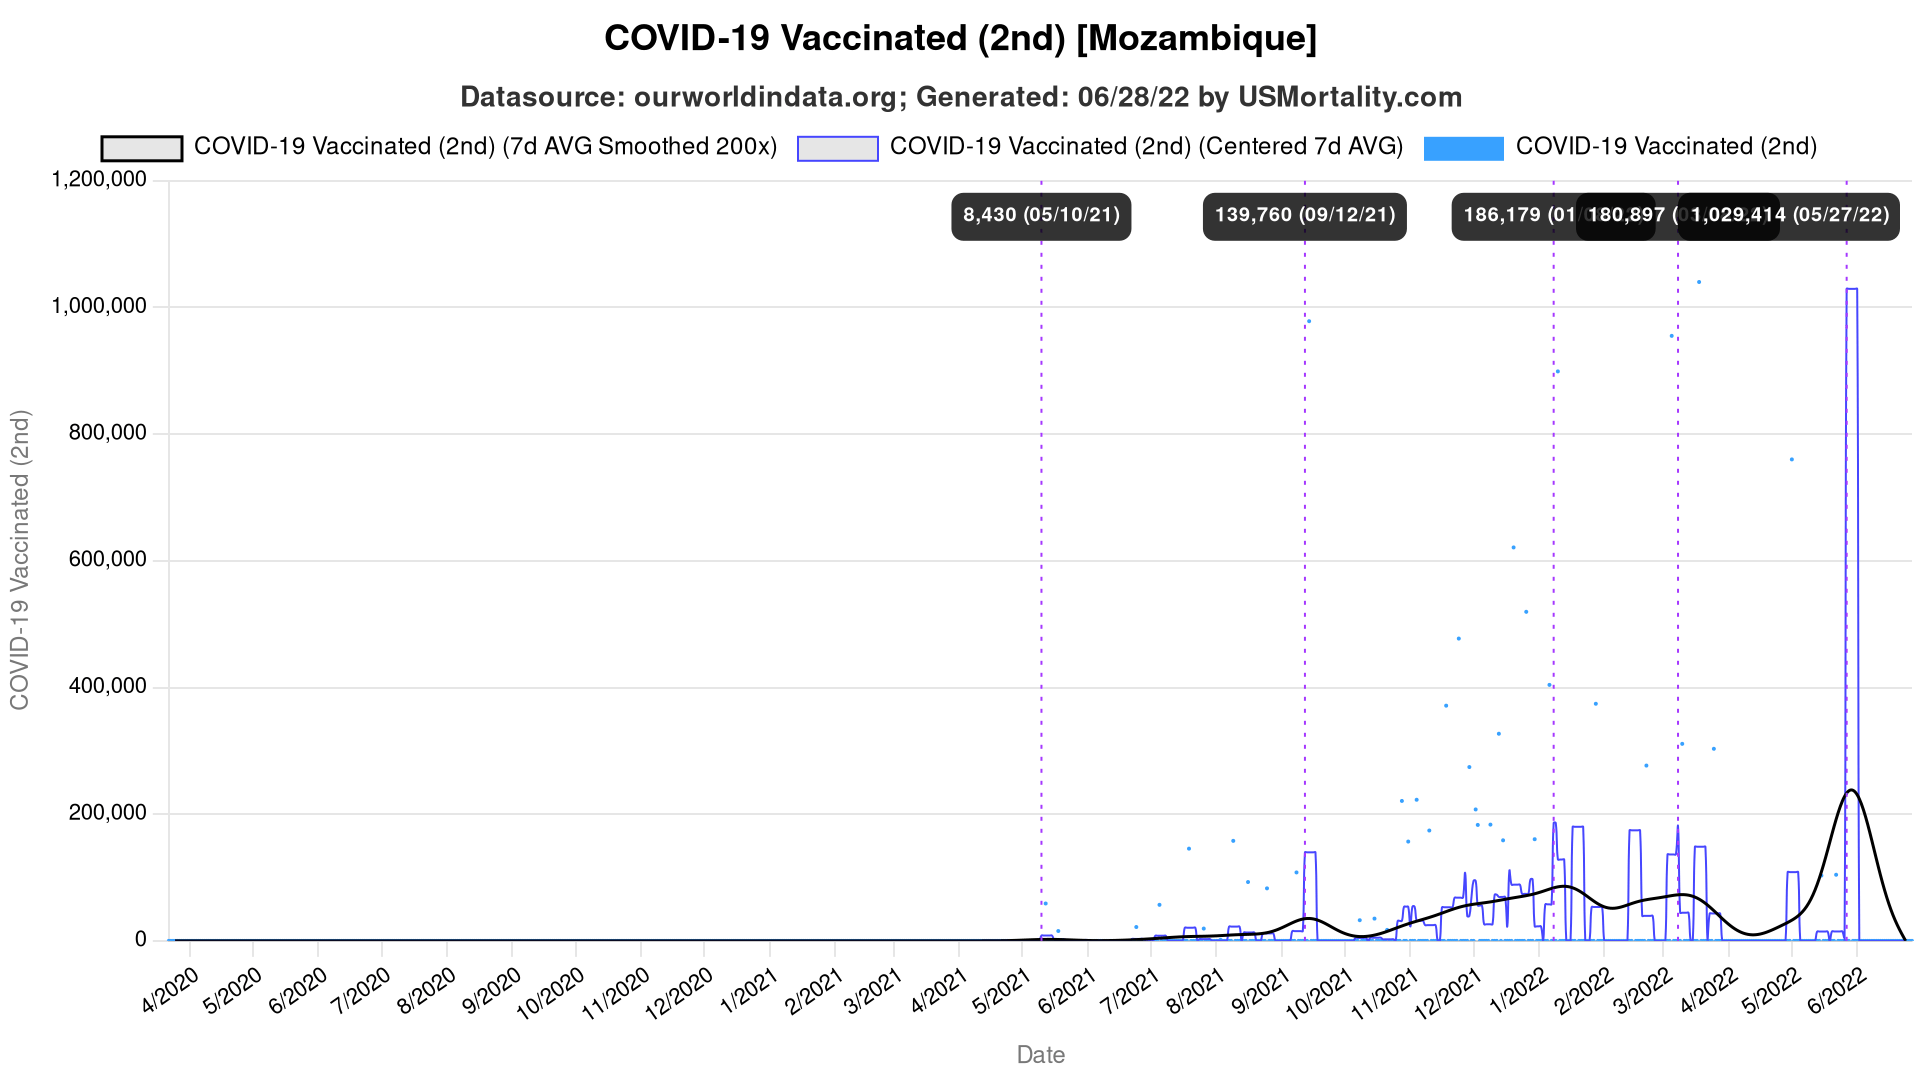 COVID-19 Vaccinated (2nd) [Mozambique]
Datasource: ourworldindata.org; Generated: 06/28/22 by USMortality.com
COVID-19 Vaccinated (2nd) (7d AVG Smoothed 200x) COVID-19 Vaccinated (2nd) (Centered 7d AVG) COVID-19 Vaccinated (2nd)
1,200,000
8,430 (05/10/21) 139,760 (09/12/21) 186,179 (01/ 180,897 ( 1,029,414 (05/27/22)
1,000,000
800,000
600,000
400,000
200,000
0
COVID-19 Vaccinated (2nd)
4/2020 5/2020 6/2020 7/2020 8/2020 9/2020 10/2020 11/2020 12/2020 1/2021 2/2021 3/2021 4/2021 5/2021 6/2021 7/2021 8/2021 9/2021 10/2021 11/2021 12/2021 1/2022 2/2022 3/2022 4/2022 5/2022 6/2022
Date